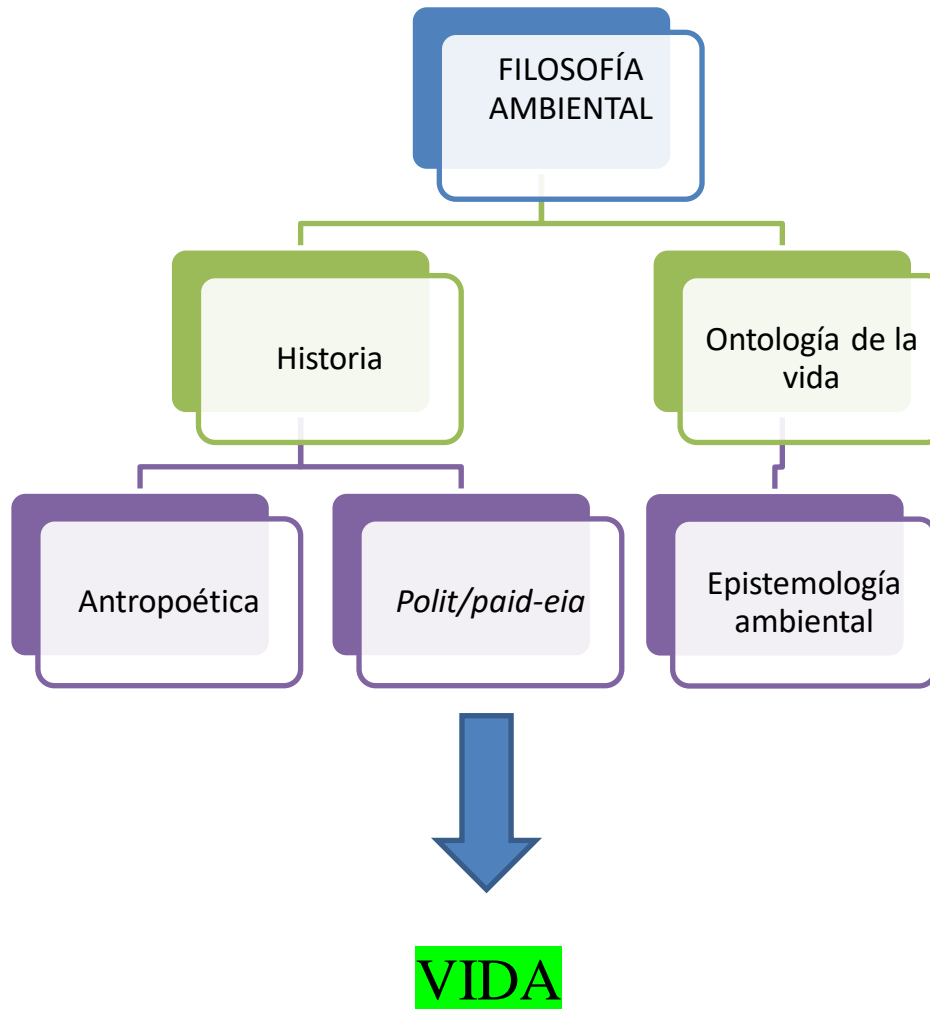 FILOSOFÍA
AMBIENTAL
Historia
Ontología de la
vida
Antropoética
Polit/paid-eia
Epistemología
ambiental
VIDA